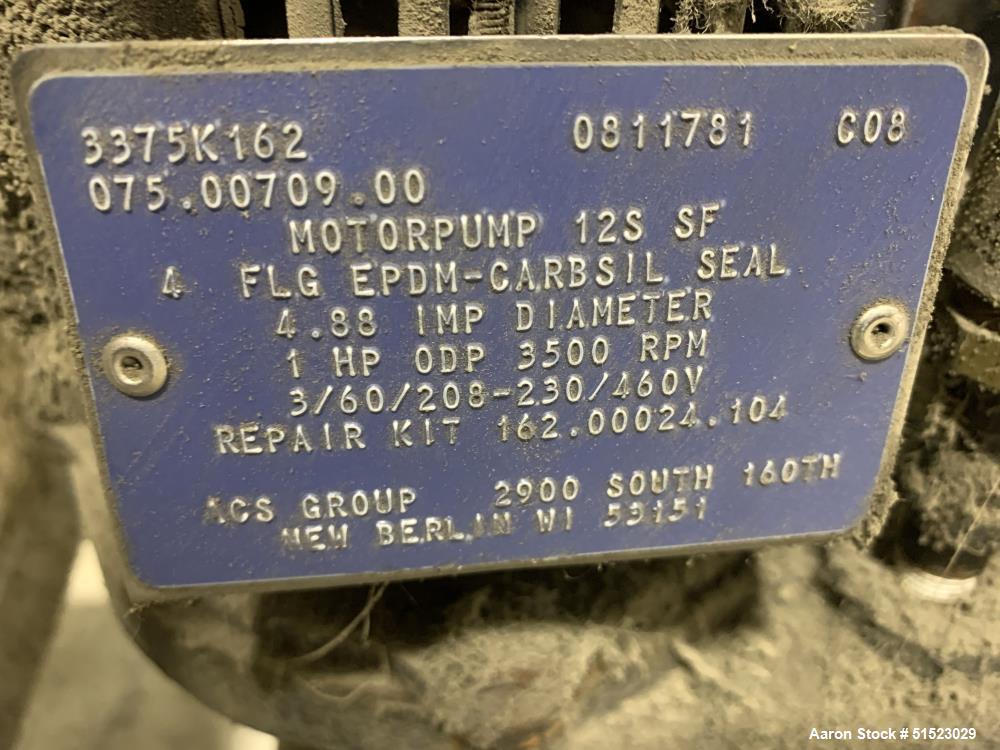 3375K162 0811781 C08
075.00709.00
MOTORPUMP 12S SF
4 FLG EPDM-CARBSIL SEAL
4.88 IMP DIAMETER
1 HP ODP 3500 RPM
3/60/208-230/460V
REPAIR KIT 162.00024.104
ACS GROUP 2900 SOUTH 160TH
NEW BERLIN WI 53151
Aaron Stock # 51523029